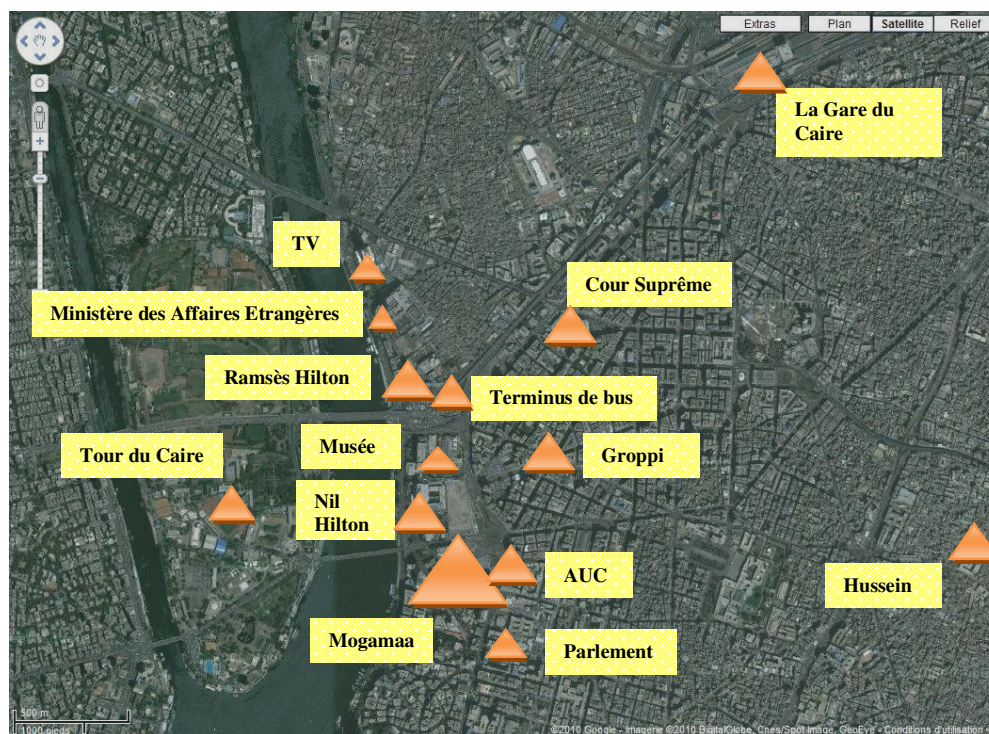 Extras
Plan
Satellite
Relief
La Gare du
Caire
TV
Cour Suprême
Ministère des Affaires Etrangères
Ramsès Hilton
Terminus de bus
Musée
Tour du Caire
Groppi
Nil
Hilton
AUC
Hussein
Mogamaa
Parlement
500 m
1000 pieds
©2010 Google - Imagerie ©2010 DigitalGlobe, Cnes/Spot Image, GeoEye - Conditions d'utilisation